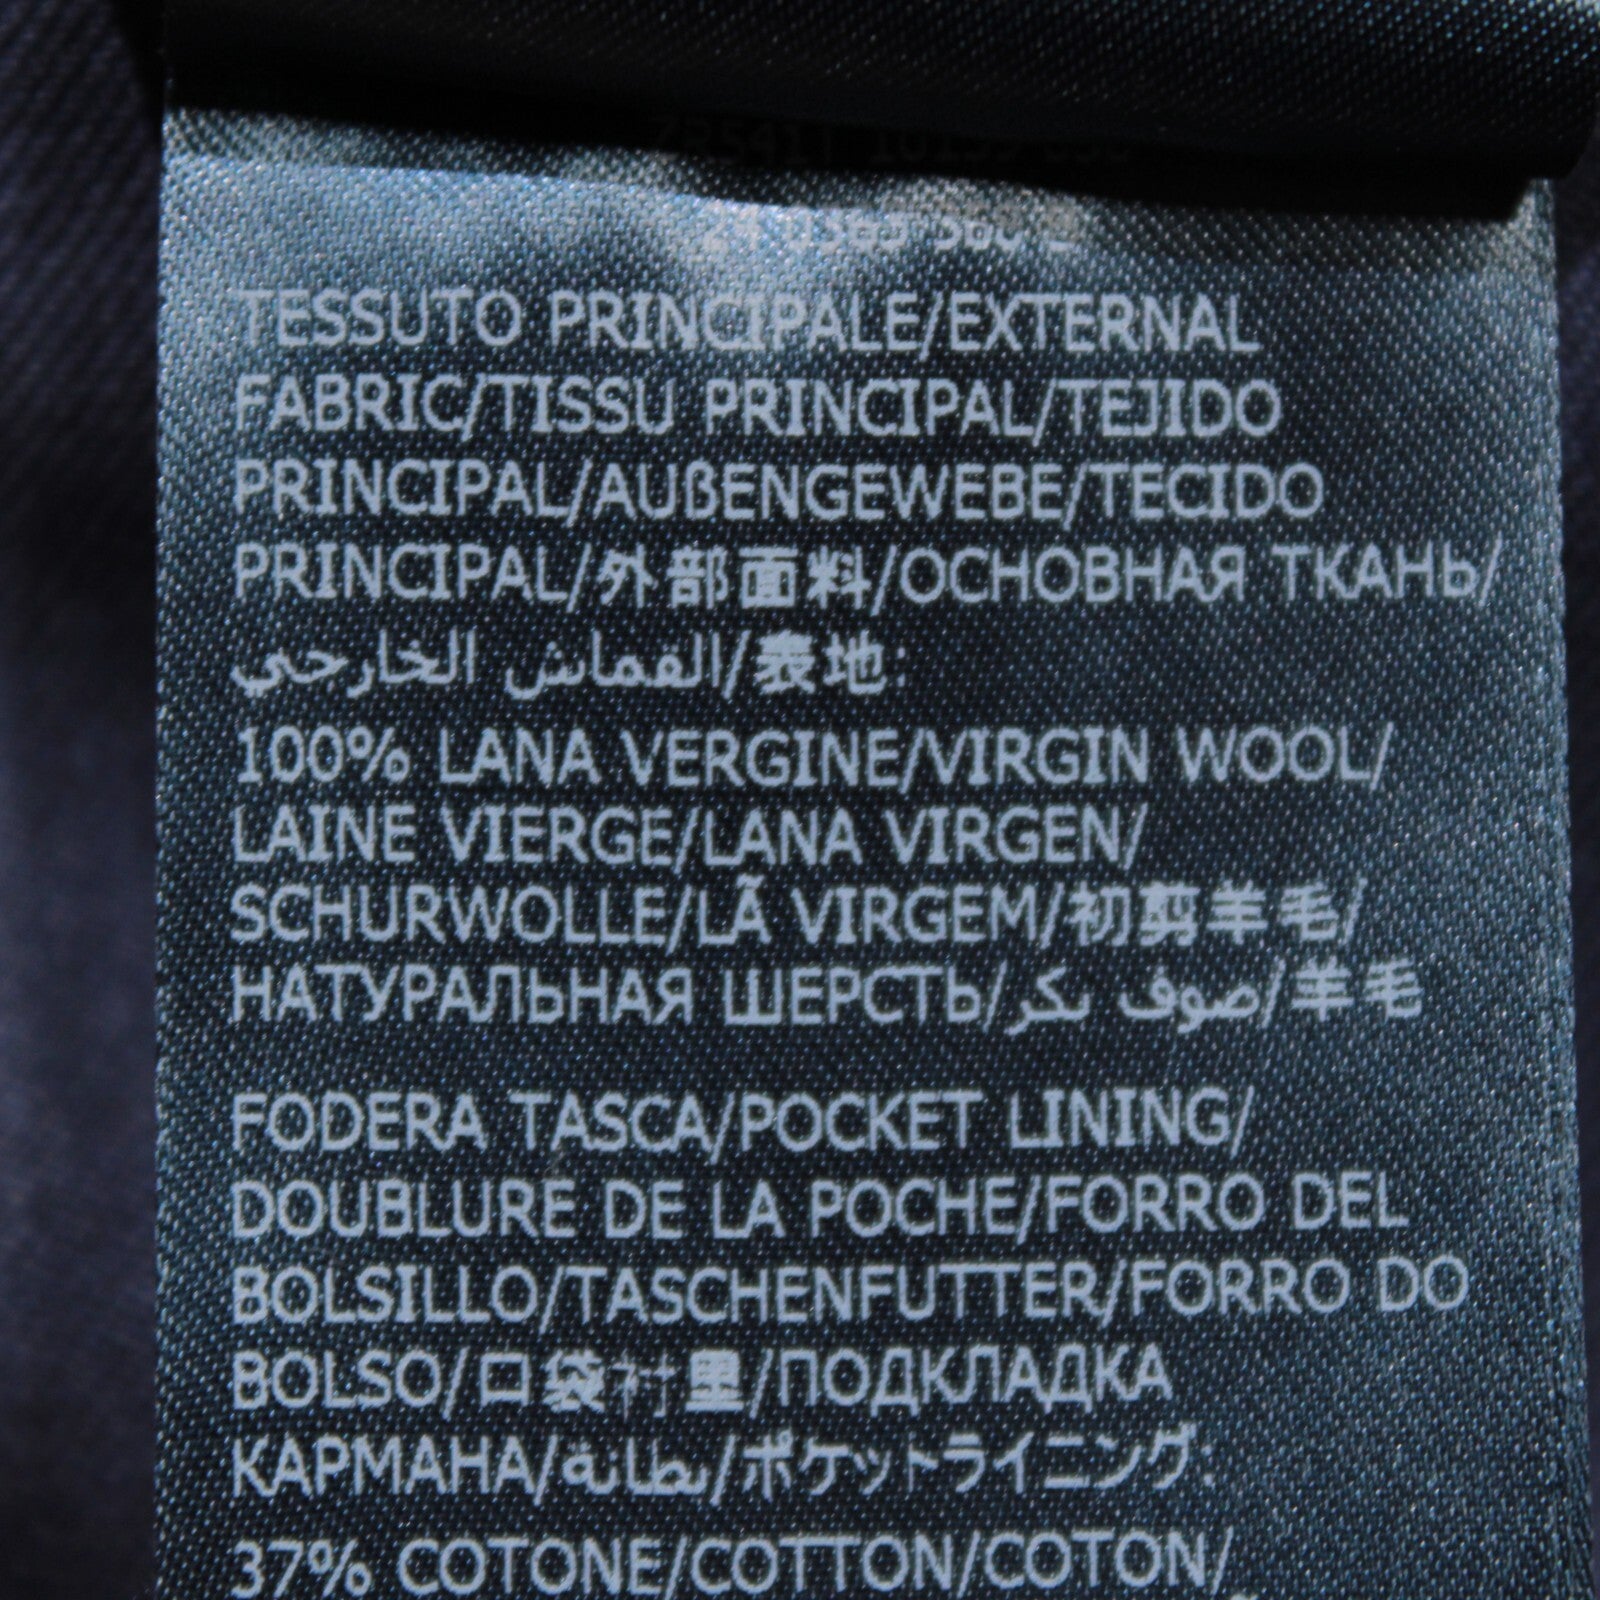 TESSUTO PRINCIPALE/EXTERNAL
FABRIC/TISSU PRINCIPAL/TEJIDO
PRINCIPAL/AUßENGEWEBE/TECIDO
PRINCIPAL/外部面料/ОСНОВНАЯ ТКАНЬ/
القماش الخارجي/表地:
100% LANA VERGINE/VIRGIN WOOL/
LAINE VIERGE/LANA VIRGEN/
SCHURWOLLE/LÃ VIRGEM/初剪羊毛/
НАТУРАЛЬНАЯ ШЕРСТЬ/صوف بكر/羊毛
FODERA TASCA/POCKET LINING/
DOUBLURE DE LA POCHE/FORRO DEL
BOLSILLO/TASCHENFUTTER/FORRO DO
BOLSO/口袋衬里/ПОДКЛАДКА
КАРМАНА/بطانة/ポケットライニング:
37% COTONE/COTTON/COTON/